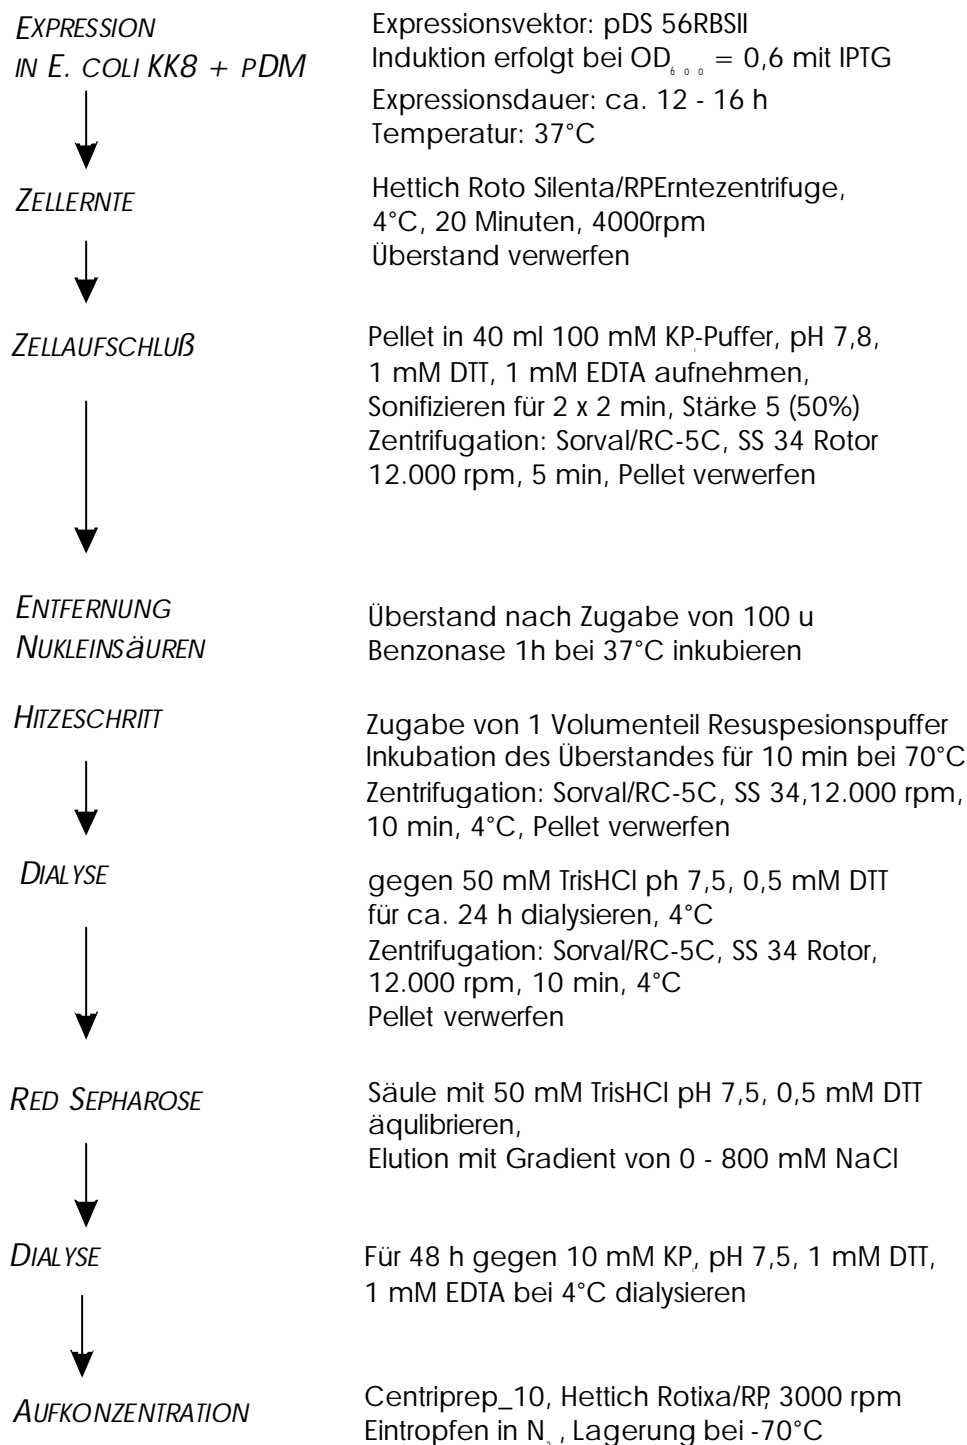 EXPRESSION
IN E. COLI KK8 + PDM
Expressionsvektor: pDS 56RBSII
Induktion erfolgt bei OD600 = 0,6 mit IPTG
Expressionsdauer: ca. 12 - 16 h
Temperatur: 37°C
ZELLERNTE
Hettich Roto Silenta/RPErntezentrifuge,
4°C, 20 Minuten, 4000rpm
Überstand verwerfen
ZELLAUFSCHLUß
Pellet in 40 ml 100 mM KPi-Puffer, pH 7,8,
1 mM DTT, 1 mM EDTA aufnehmen,
Sonifizieren für 2 x 2 min, Stärke 5 (50%)
Zentrifugation: Sorval/RC-5C, SS 34 Rotor
12.000 rpm, 5 min, Pellet verwerfen
ENTFERNUNG
NUKLEINSäUREN
Überstand nach Zugabe von 100 u
Benzonase 1h bei 37°C inkubieren
HITZESCHRITT
Zugabe von 1 Volumenteil Resuspesionspuffer
Inkubation des Überstandes für 10 min bei 70°C
Zentrifugation: Sorval/RC-5C, SS 34,12.000 rpm,
10 min, 4°C, Pellet verwerfen
DIALYSE
gegen 50 mM TrisHCl ph 7,5, 0,5 mM DTT
für ca. 24 h dialysieren, 4°C
Zentrifugation: Sorval/RC-5C, SS 34 Rotor,
12.000 rpm, 10 min, 4°C
Pellet verwerfen
RED SEPHAROSE
Säule mit 50 mM TrisHCl pH 7,5, 0,5 mM DTT
äqulibrieren,
Elution mit Gradient von 0 - 800 mM NaCl
DIALYSE
Für 48 h gegen 10 mM KPi, pH 7,5, 1 mM DTT,
1 mM EDTA bei 4°C dialysieren
AUFKONZENTRATION
Centriprep_10, Hettich Rotixa/RP, 3000 rpm
Eintropfen in N2, Lagerung bei -70°C